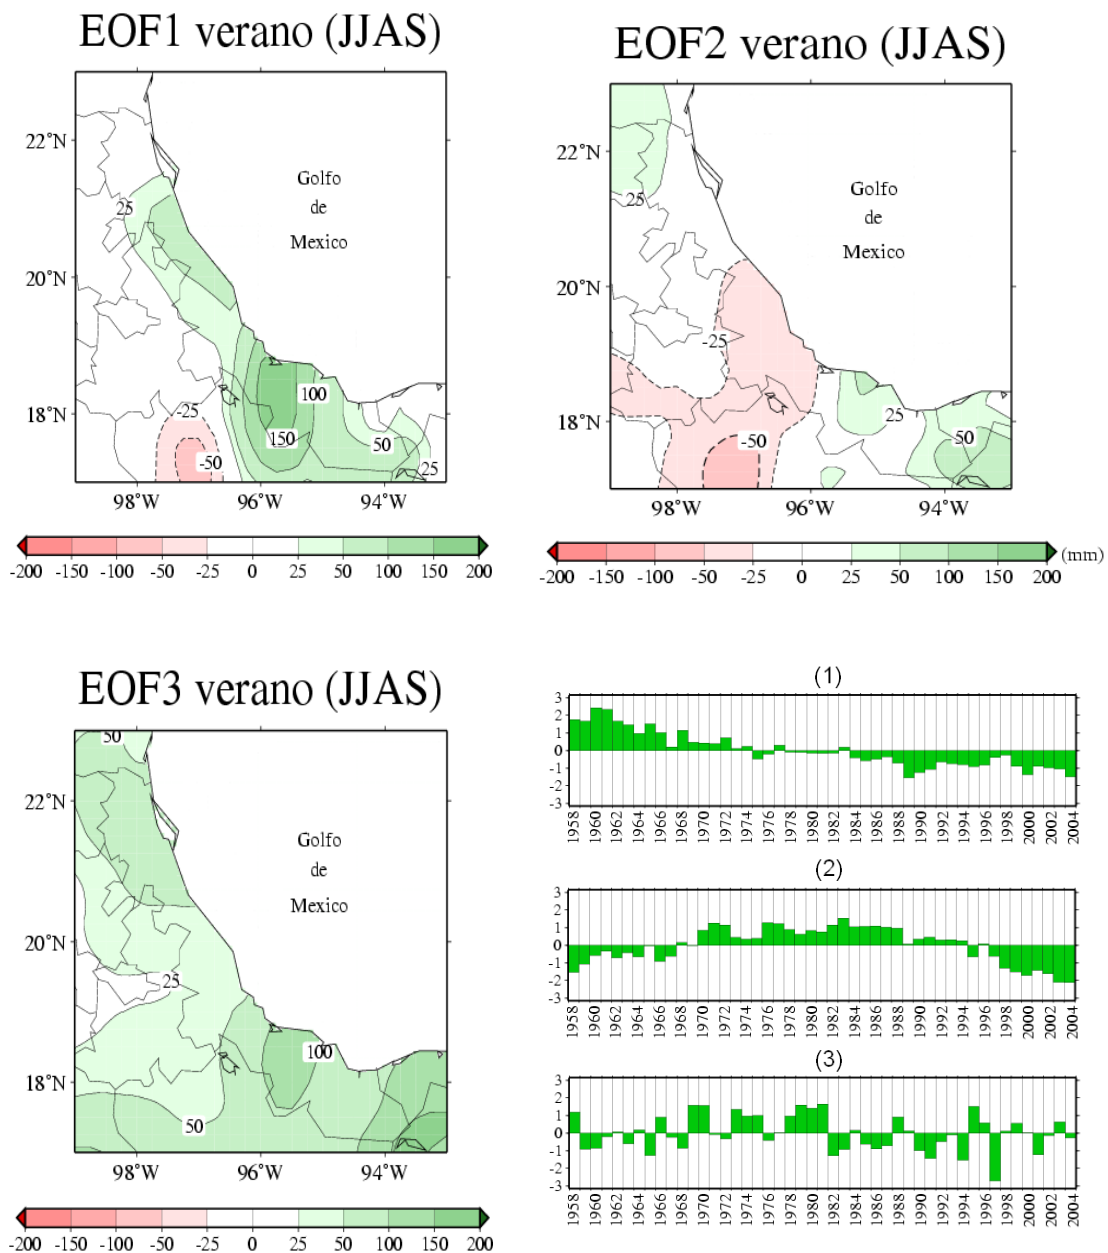 EOF1 verano (JJAS)
22°N
20°N
18°N
Golfo
de
Mexico
25
100
150
-25
-50
50
25
98°W 96°W 94°W
-200 -150 -100 -50 -25 0 25 50 100 150 200
EOF2 verano (JJAS)
22°N
20°N
18°N
Golfo
de
Mexico
25
-25
25
50
-50
98°W 96°W 94°W
(mm)
-200 -150 -100 -50 -25 0 25 50 100 150 200
EOF3 verano (JJAS)
50
22°N
20°N
18°N
Golfo
de
Mexico
25
100
50
98°W 96°W 94°W
-200 -150 -100 -50 -25 0 25 50 100 150 200
(1)
3
2
1
0
-1
-2
-3
1958 1960 1962 1964 1966 1968 1970 1972 1974 1976 1978 1980 1982 1984 1986 1988 1990 1992 1994 1996 1998 2000 2002 2004
(2)
3
2
1
0
-1
-2
-3
1958 1960 1962 1964 1966 1968 1970 1972 1974 1976 1978 1980 1982 1984 1986 1988 1990 1992 1994 1996 1998 2000 2002 2004
(3)
3
2
1
0
-1
-2
-3
1958 1960 1962 1964 1966 1968 1970 1972 1974 1976 1978 1980 1982 1984 1986 1988 1990 1992 1994 1996 1998 2000 2002 2004